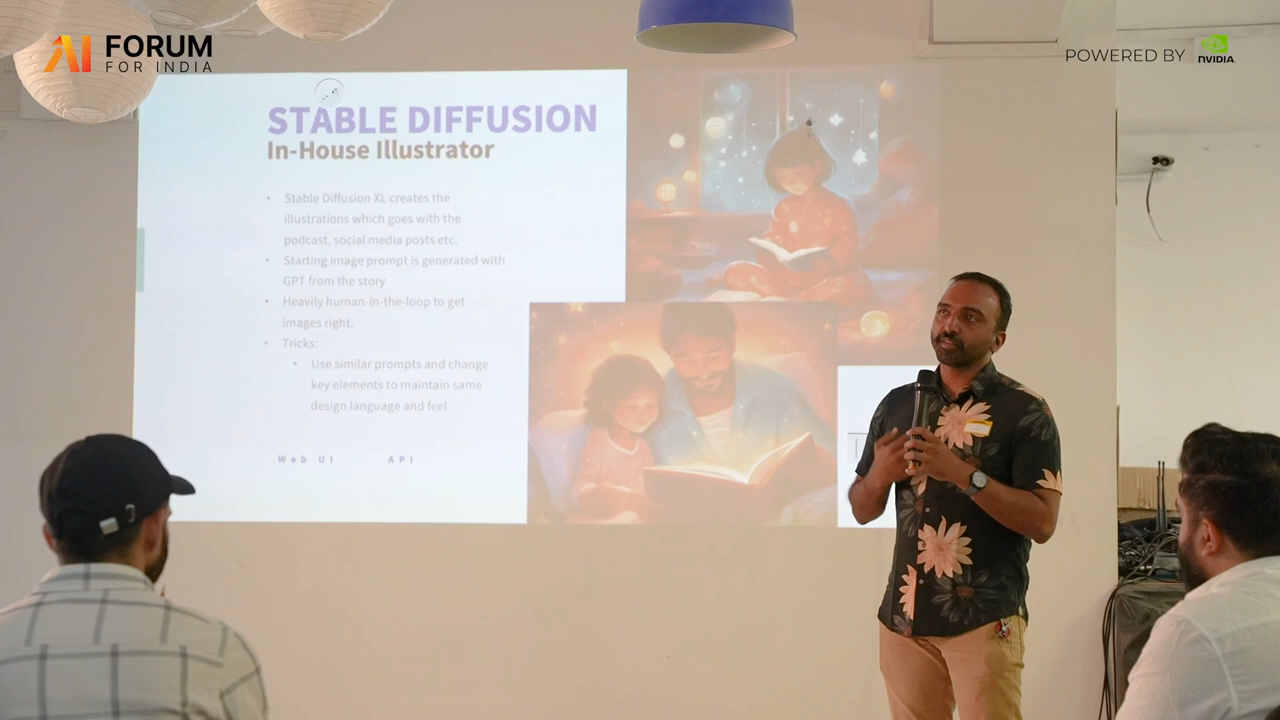 AI FORUM
FOR INDIA
POWERED BY NVIDIA
STABLE DIFFUSION
In-House Illustrator
• Stable Diffusion XL creates the
illustrations which goes with the
podcast, social media posts etc.
• Starting image prompt is generated with
GPT from the story
• Heavily human-in-the-loop to get
images right.
• Tricks:
• Use similar prompts and change
key elements to maintain same
design language and feel
Web UI API